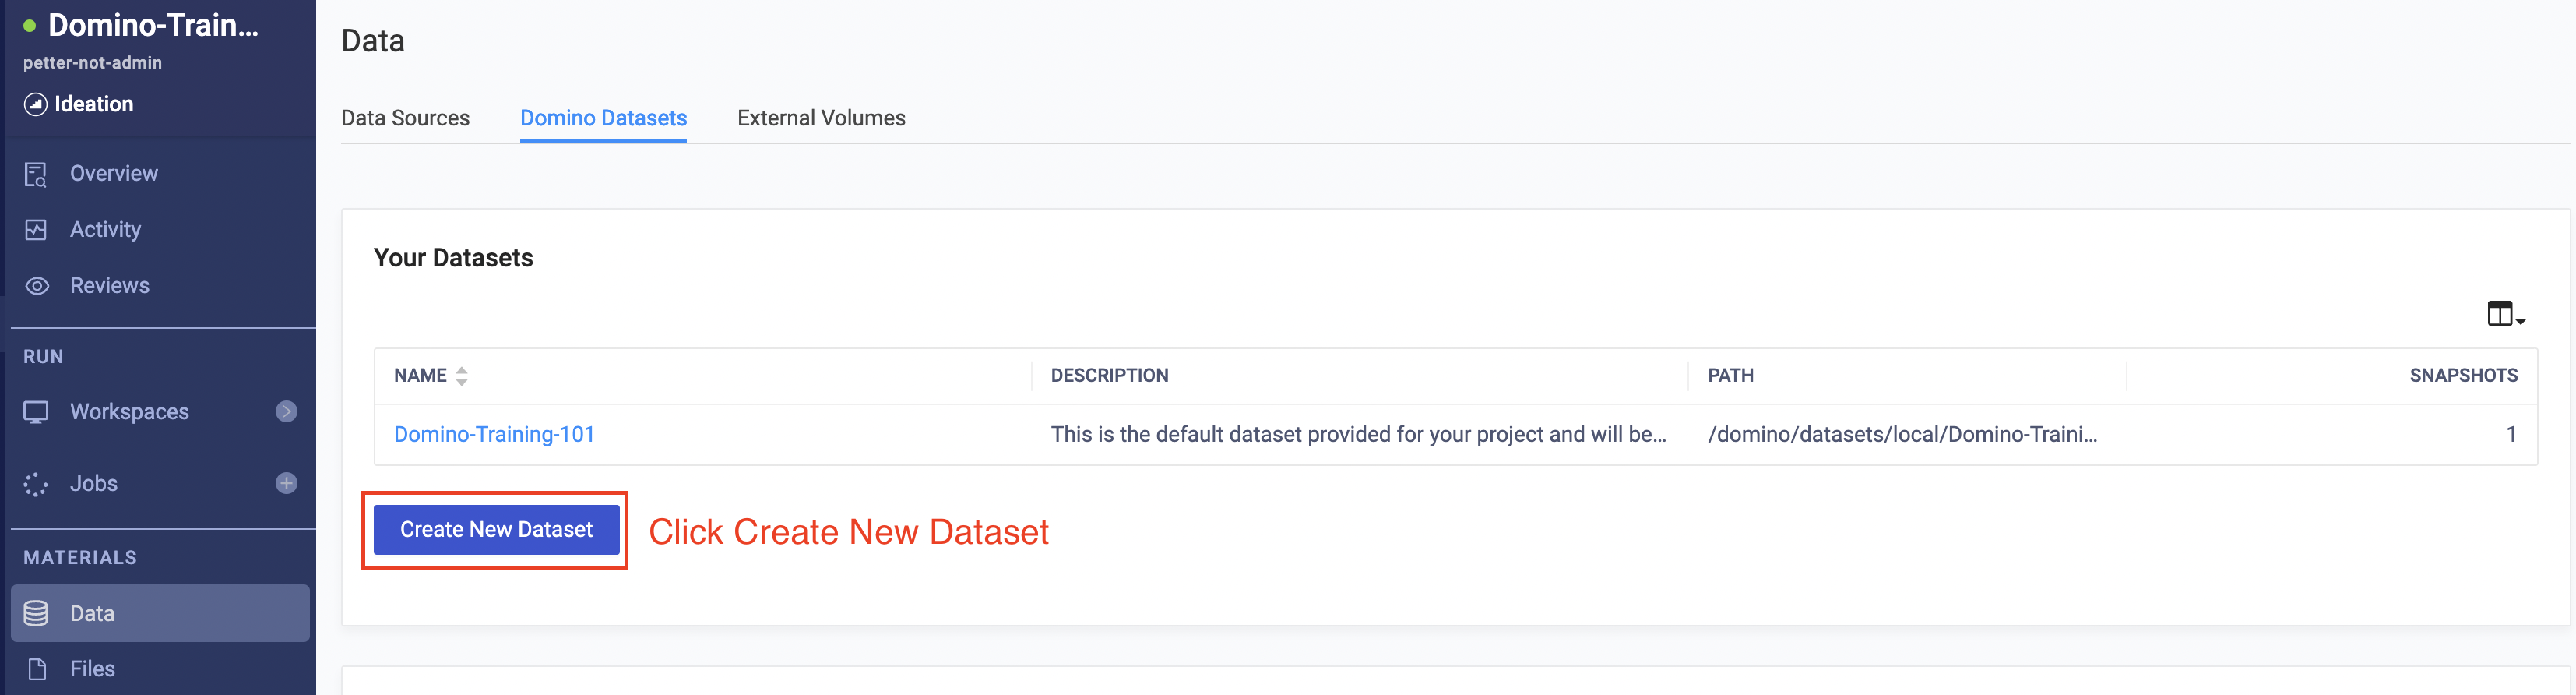 Domino-Train...
petter-not-admin
Ideation
Overview
Activity
Reviews
RUN
Workspaces
Jobs
MATERIALS
Data
Files
Data
Data Sources Domino Datasets External Volumes
Your Datasets
NAME DESCRIPTION PATH SNAPSHOTS
Domino-Training-101 This is the default dataset provided for your project and will be... /domino/datasets/local/Domino-Traini... 1
Create New Dataset Click Create New Dataset